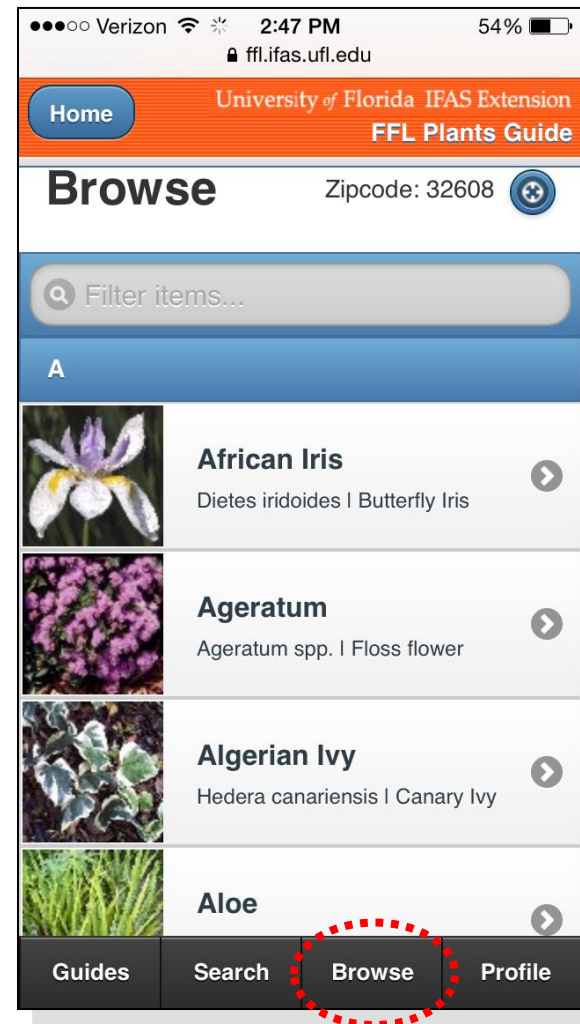 Verizon 2:47 PM 54%
ffl.ifas.ufl.edu
Home
University of Florida IFAS Extension
FFL Plants Guide
Browse Zipcode: 32608
Filter items...
A
African Iris
Dietes iridoides | Butterfly Iris
Ageratum
Ageratum spp. | Floss flower
Algerian Ivy
Hedera canariensis | Canary Ivy
Aloe
Guides Search Browse Profile